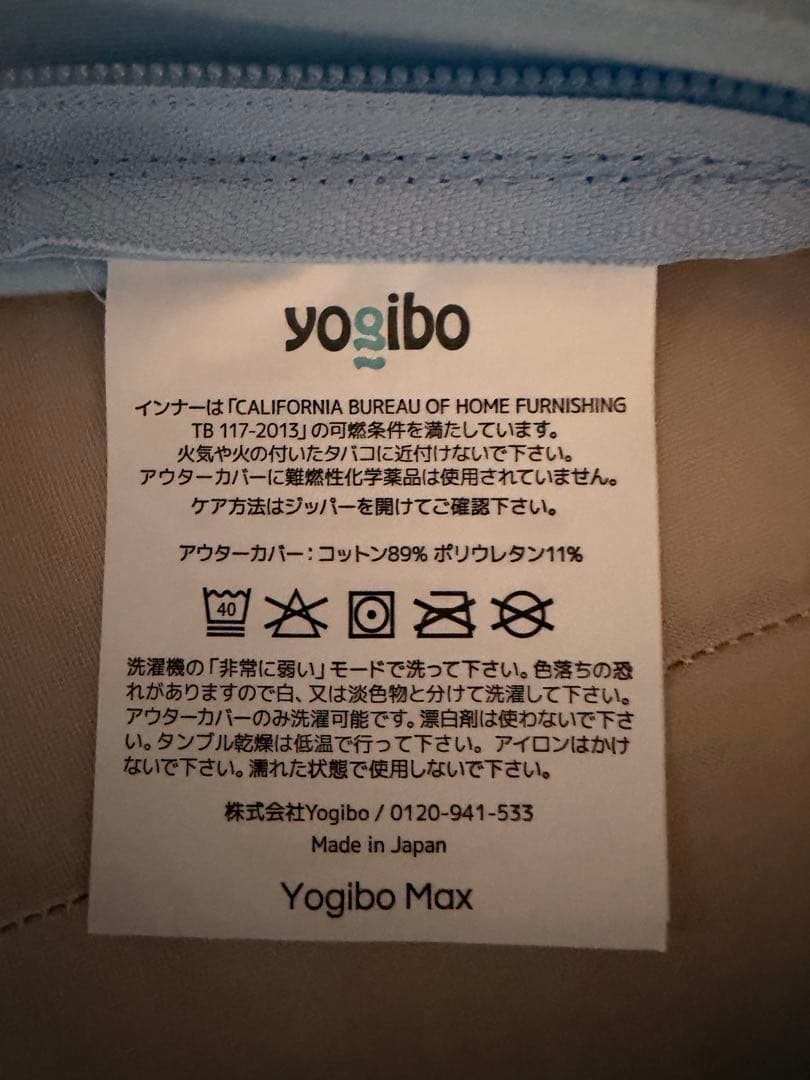 yogibo
インナーは「CALIFORNIA BUREAU OF HOME FURNISHING
TB 117-2013」の可燃条件を満たしています。
火気や火の付いたタバコに近付けないで下さい。
アウターカバーに難燃性化学薬品は使用されていません。
ケア方法はジッパーを開けてご確認下さい。
アウターカバー：コットン89% ポリウレタン11%
40
洗濯機の「非常に弱い」モードで洗って下さい。色落ちの恐
れがありますので白、又は淡色物と分けて洗濯して下さい。
アウターカバーのみ洗濯可能です。漂白剤は使わないで下さ
い。タンブル乾燥は低温で行って下さい。 アイロンはかけ
ないで下さい。濡れた状態で使用しないで下さい。
株式会社Yogibo / 0120-941-533
Made in Japan
Yogibo Max